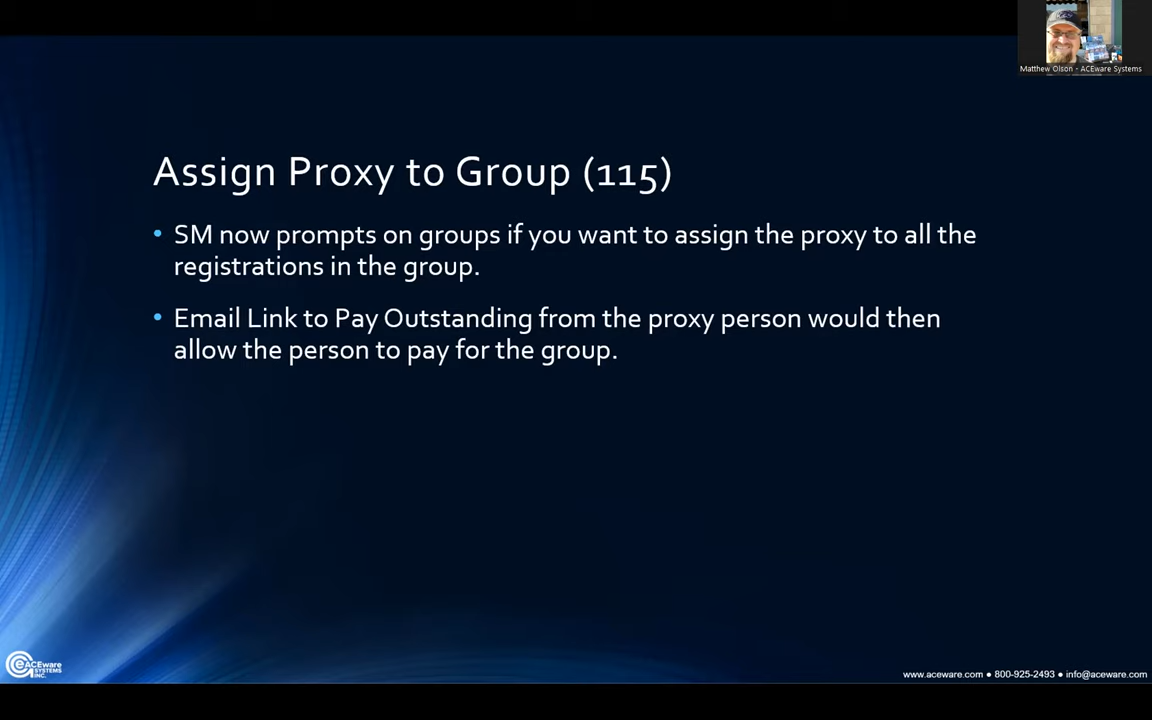 Matthew Olson - ACEware Systems
Assign Proxy to Group (115)
• SM now prompts on groups if you want to assign the proxy to all the
registrations in the group.
• Email Link to Pay Outstanding from the proxy person would then
allow the person to pay for the group.
ACEware
SYSTEMS
INC.
www.aceware.com ● 800-925-2493 ● info@aceware.com